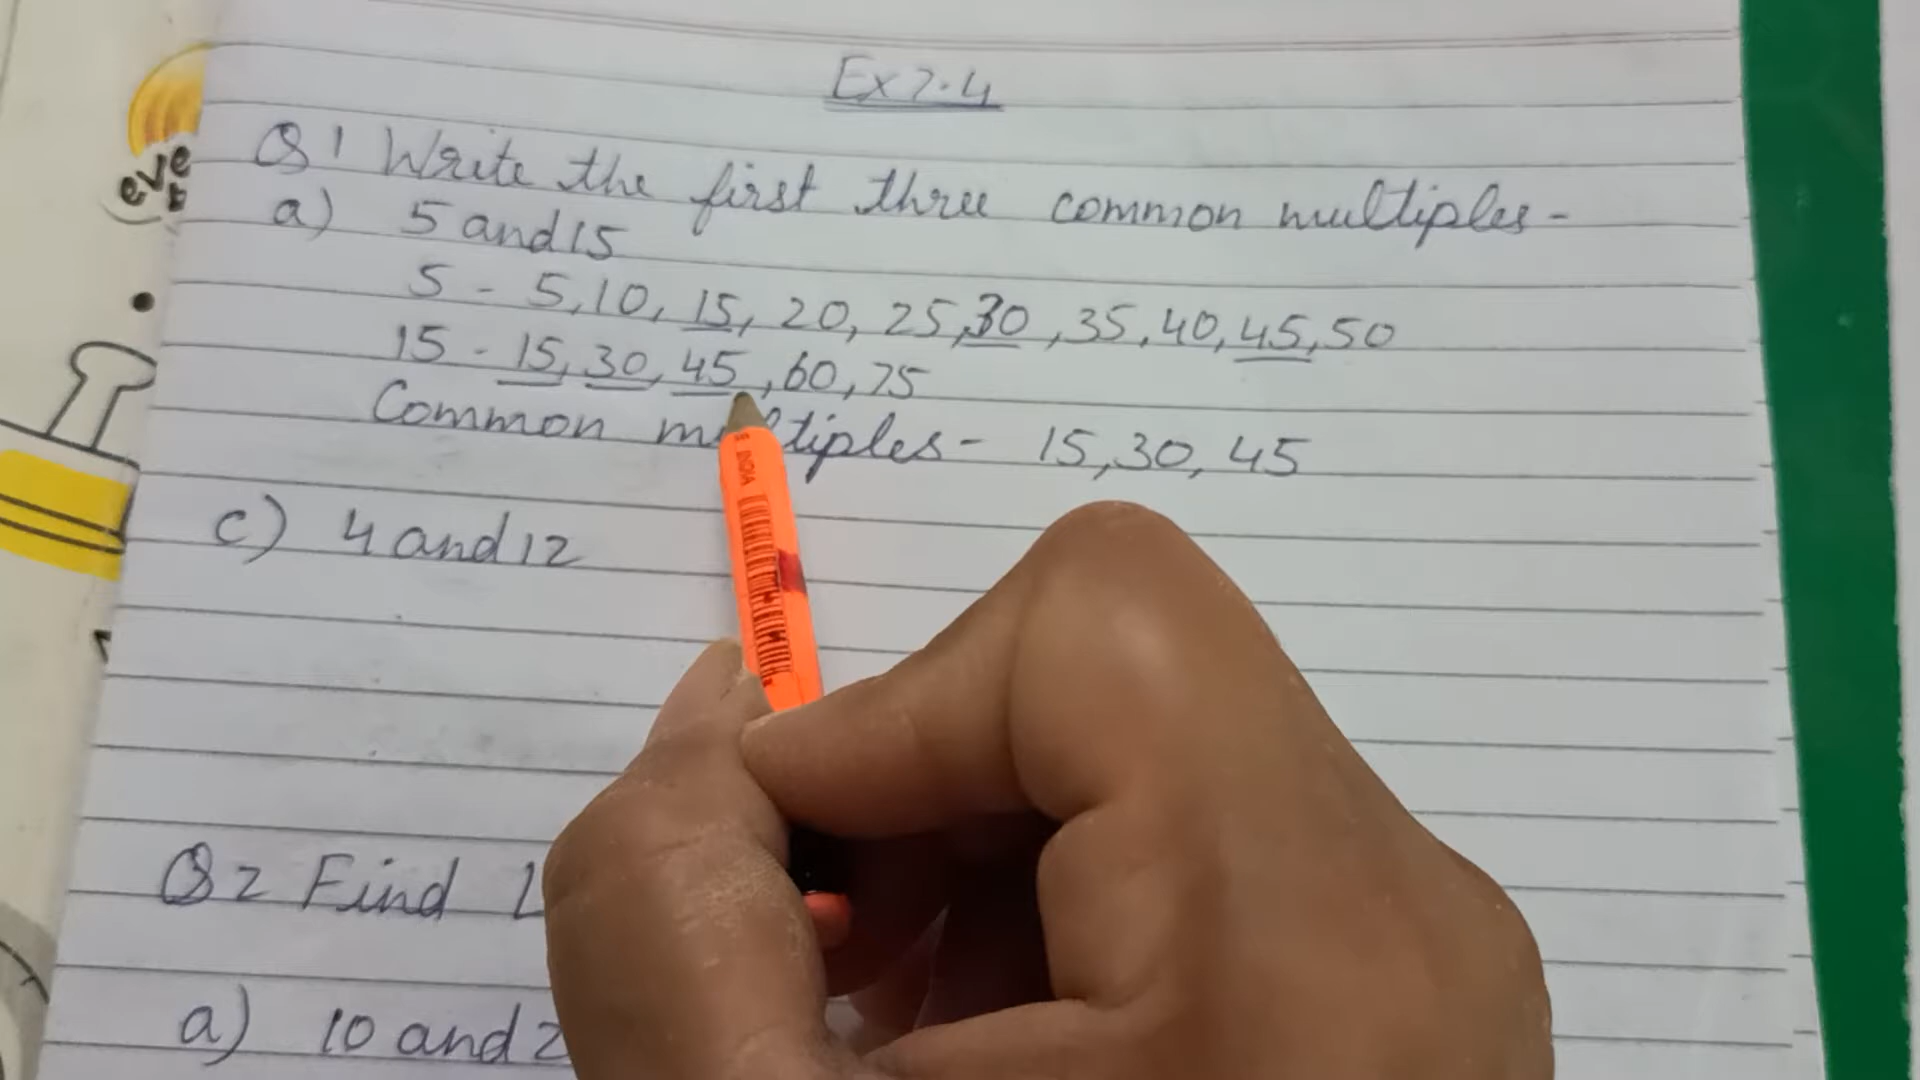 Ex 7.4
Q1 Write the first three common multiples-
a) 5 and 15
5 - 5,10, 15, 20, 25,30 ,35,40,45,50
15 - 15,30, 45 ,60,75
Common multiples- 15,30, 45
c) 4 and 12
Q2 Find
a) 10 and
eve